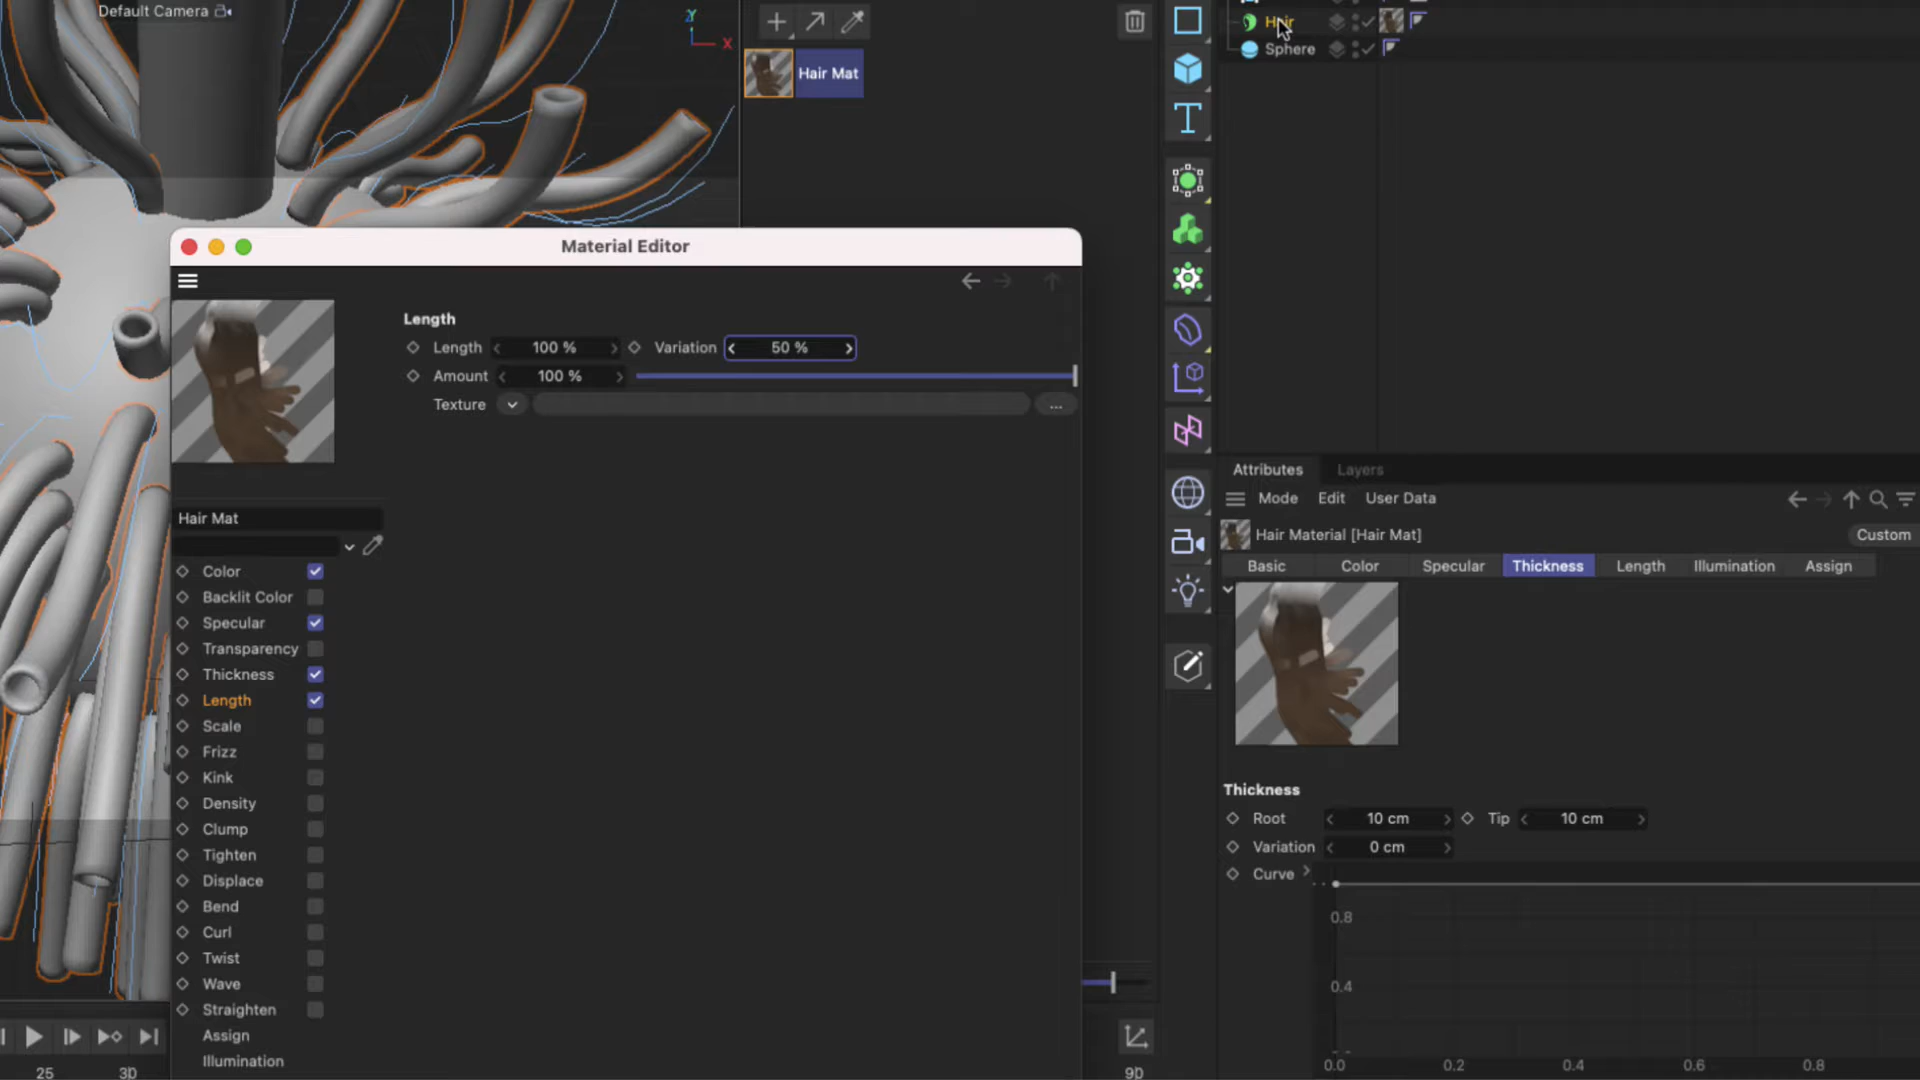 Default Camera
Y
X
Hair
Sphere
Hair Mat
Material Editor
Length
Length 100 % Variation 50 %
Amount 100 %
Texture ...
Hair Mat
Color
Backlit Color
Specular
Transparency
Thickness
Length
Scale
Frizz
Kink
Density
Clump
Tighten
Displace
Bend
Curl
Twist
Wave
Straighten
Assign
Illumination
Attributes Layers
Mode Edit User Data
Hair Material [Hair Mat]
Custom
Basic Color Specular Thickness Length Illumination Assign
Thickness
Root 10 cm Tip 10 cm
Variation 0 cm
Curve
0.8
0.4
0.0 0.2 0.4 0.6 0.8
25 30 90